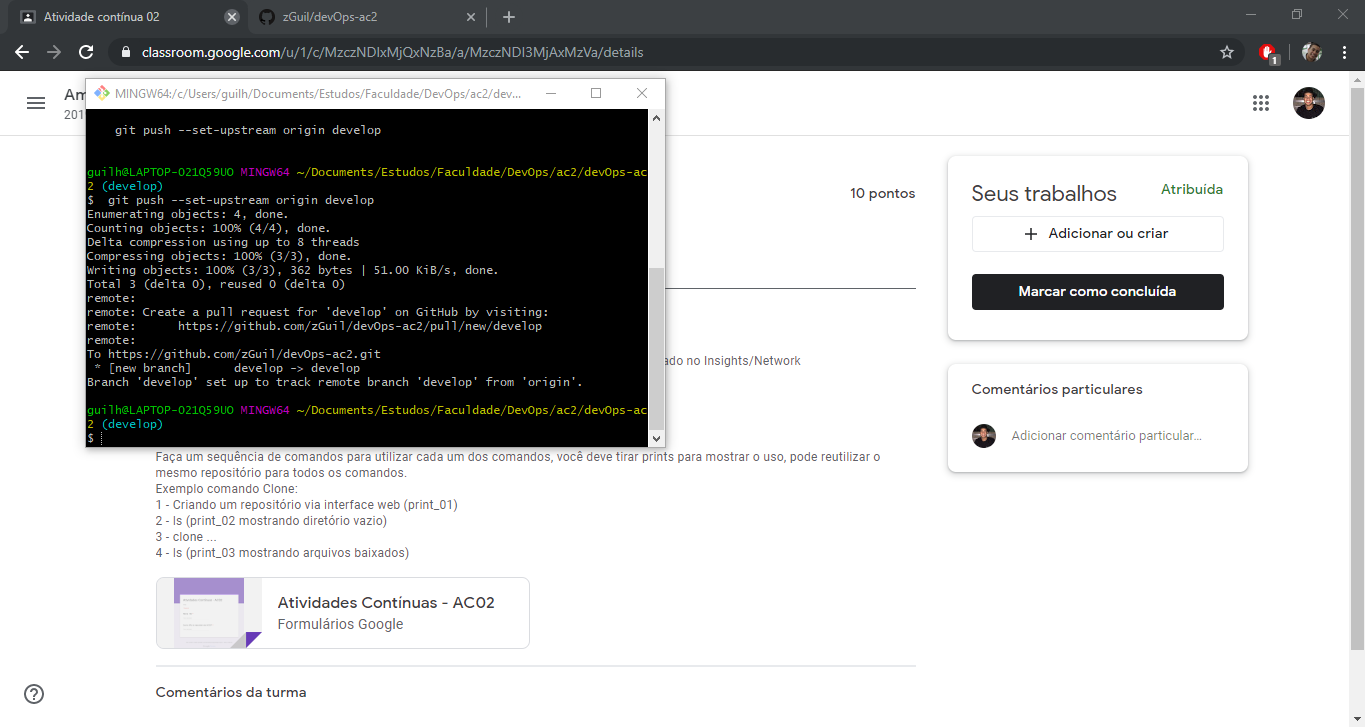 Atividade contínua 02
zGuil/devOps-ac2
classroom.google.com/u/1/c/MzczNDIxMjQxNzBa/a/MzczNDI3MjAxMzVa/details
1
Am
201
MINGW64:/c/Users/guilh/Documents/Estudos/Faculdade/DevOps/ac2/dev...
git push --set-upstream origin develop
guilh@LAPTOP-O21Q59UO MINGW64 ~/Documents/Estudos/Faculdade/DevOps/ac2/devOps-ac
2 (develop)
$  git push --set-upstream origin develop
Enumerating objects: 4, done.
Counting objects: 100% (4/4), done.
Delta compression using up to 8 threads
Compressing objects: 100% (3/3), done.
Writing objects: 100% (3/3), 362 bytes | 51.00 KiB/s, done.
Total 3 (delta 0), reused 0 (delta 0)
remote:
remote: Create a pull request for 'develop' on GitHub by visiting:
remote:      https://github.com/zGuil/devOps-ac2/pull/new/develop
remote:
To https://github.com/zGuil/devOps-ac2.git
 * [new branch]      develop -> develop
Branch 'develop' set up to track remote branch 'develop' from 'origin'.
guilh@LAPTOP-O21Q59UO MINGW64 ~/Documents/Estudos/Faculdade/DevOps/ac2/devOps-ac
2 (develop)
$
10 pontos
ado no Insights/Network
Faça um sequência de comandos para utilizar cada um dos comandos, você deve tirar prints para mostrar o uso, pode reutilizar o
mesmo repositório para todos os comandos.
Exemplo comando Clone:
1 - Criando um repositório via interface web (print_01)
2 - ls (print_02 mostrando diretório vazio)
3 - clone ...
4 - ls (print_03 mostrando arquivos baixados)
Atividades Contínuas - AC02
Formulários Google
Comentários da turma
Seus trabalhos
Atribuída
Adicionar ou criar
Marcar como concluída
Comentários particulares
Adicionar comentário particular...